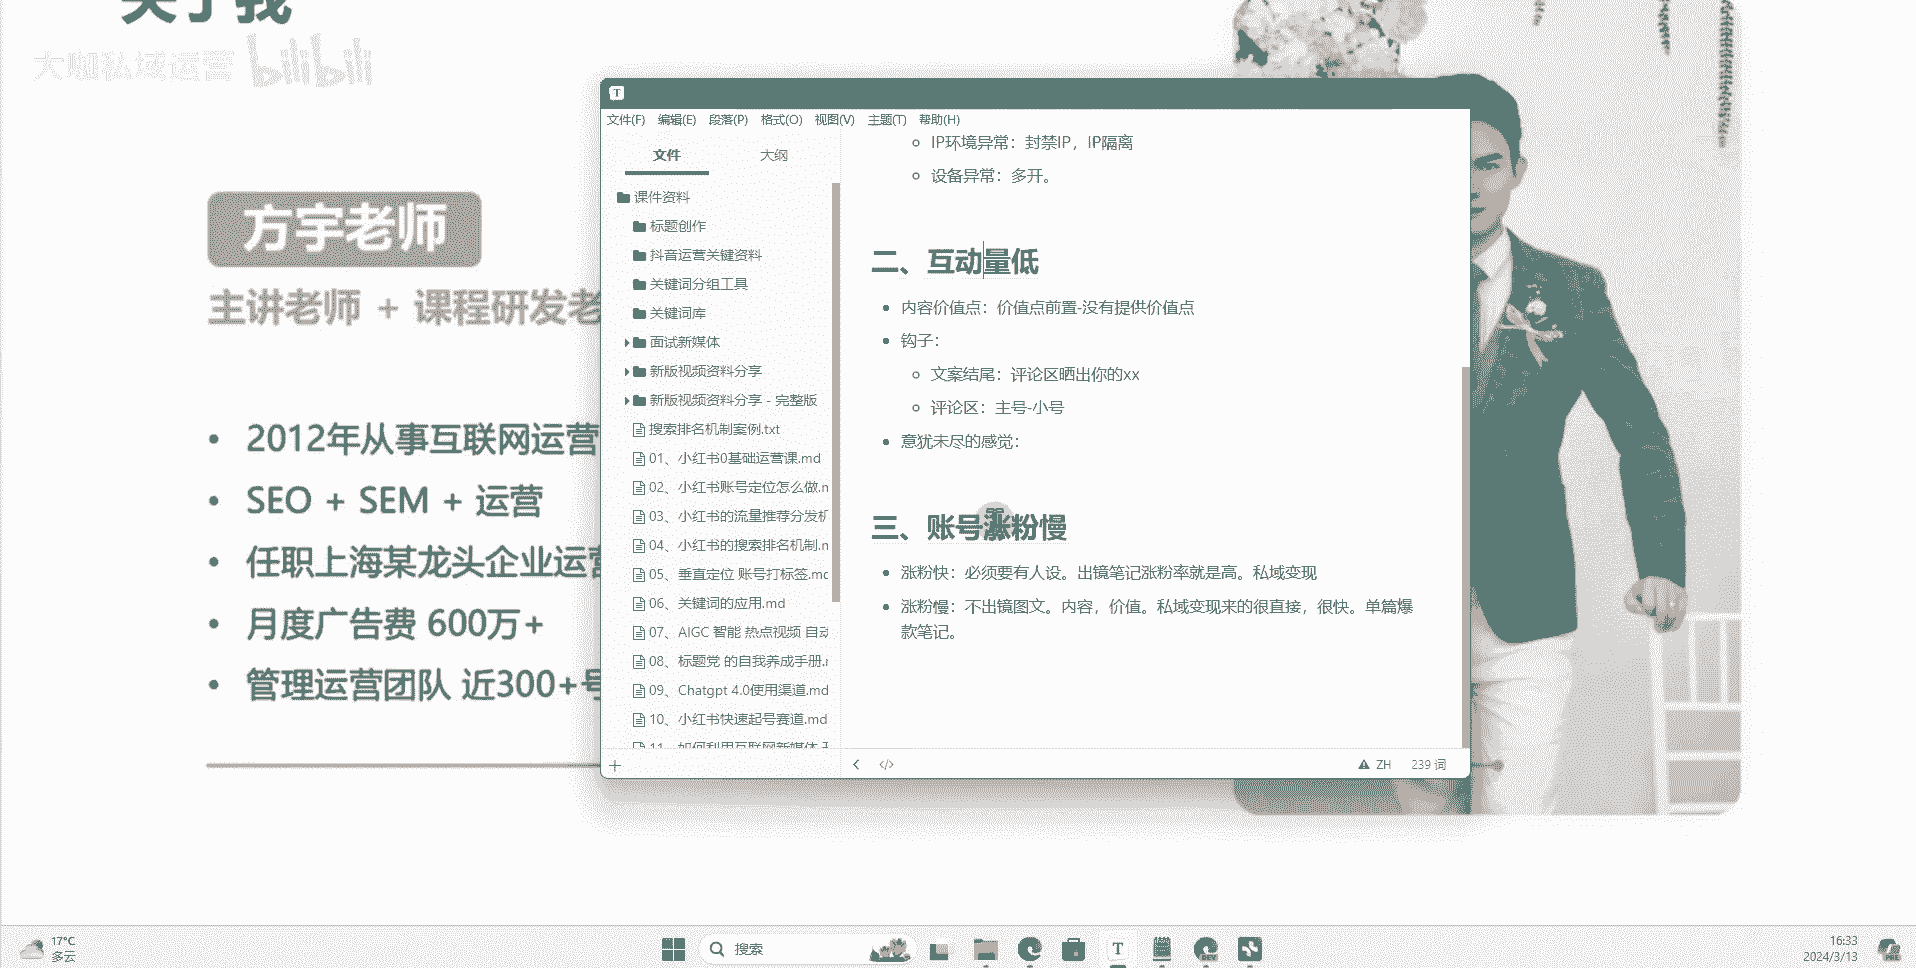 关于我
大咖私域运营 bilibili
方宇老师
主讲老师 + 课程研发老
2012年从事互联网运营
SEO + SEM + 运营
任职上海某龙头企业运营
月度广告费 600万+
管理运营团队 近300+号
T
文件(F) 编辑(E) 段落(P) 格式(O) 视图(V) 主题(T) 帮助(H)
文件 大纲
课件资料
标题创作
抖音运营关键资料
关键词分组工具
关键词库
面试新媒体
新版视频资料分享
新版视频资料分享 - 完整版
搜索排名机制案例.txt
01、小红书0基础运营课.md
02、小红书账号定位怎么做.m
03、小红书的流量推荐分发机
04、小红书的搜索排名机制.m
05、垂直定位 账号打标签.md
06、关键词的应用.md
07、AIGC 智能 热点视频 自动
08、标题党 的自我养成手册.m
09、Chatgpt 4.0使用渠道.md
10、小红书快速起号赛道.md
11、如何利用互联网新媒体
IP环境异常：封禁IP，IP隔离
设备异常：多开。
二、互动量低
内容价值点：价值点前置-没有提供价值点
钩子：
文案结尾：评论区晒出你的xx
评论区：主号-小号
意犹未尽的感觉：
三、账号涨粉慢
涨粉快：必须要有人设。出镜笔记涨粉率就是高。私域变现
涨粉慢：不出镜图文。内容，价值。私域变现来的很直接，很快。单篇爆
款笔记。
ZH 239 词
17°C
多云
搜索
T
DEV
16:33
2024/3/13
PRE